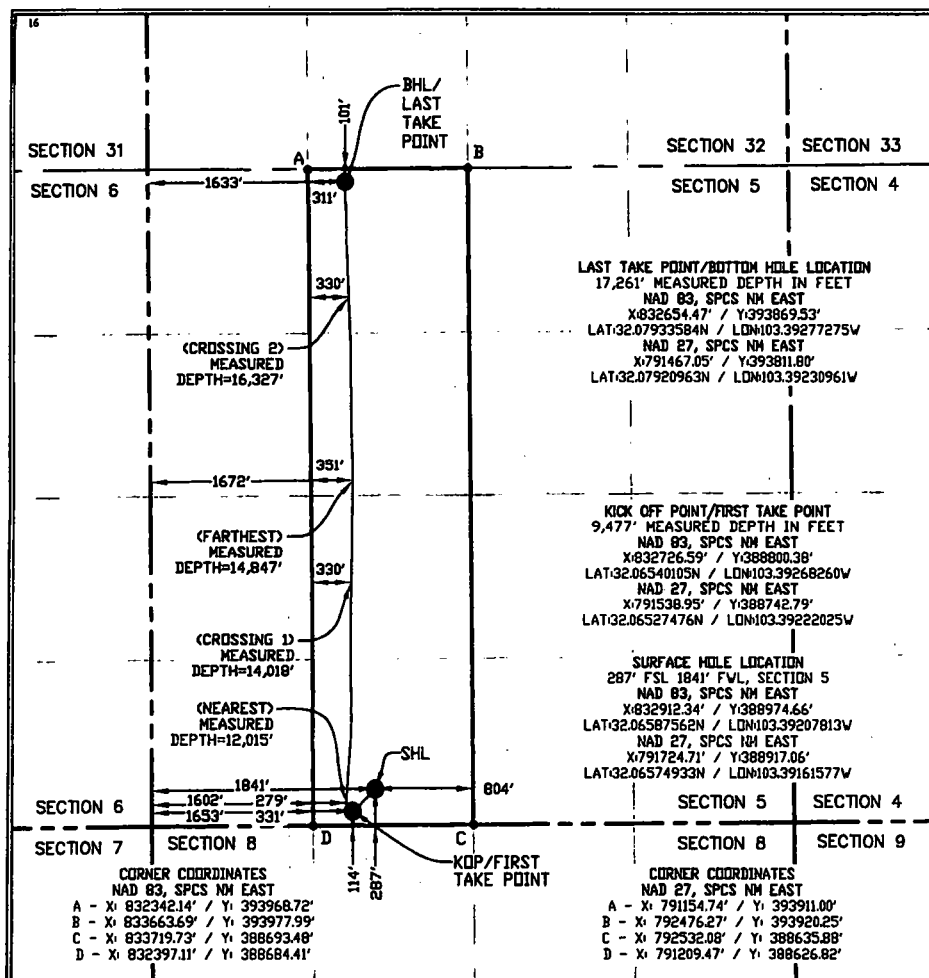 16
BHL/
LAST
TAKE
POINT
101'
A
B
SECTION 31
SECTION 32
SECTION 33
SECTION 6
SECTION 5
SECTION 4
1633'
311'
LAST TAKE POINT/BOTTOM HOLE LOCATION
17,261' MEASURED DEPTH IN FEET
NAD 83, SPCS NM EAST
X:832654.47' / Y:393869.53'
LAT:32.07933584N / LON:103.39277275W
NAD 27, SPCS NM EAST
X:791467.05' / Y:393811.80'
LAT:32.07920963N / LON:103.39230961W
330'
(CROSSING 2)
MEASURED
DEPTH=16,327'
351'
1672'
(FARTHEST)
MEASURED
DEPTH=14,847'
KICK OFF POINT/FIRST TAKE POINT
9,477' MEASURED DEPTH IN FEET
NAD 83, SPCS NM EAST
X:832726.59' / Y:388800.38'
LAT:32.06540105N / LON:103.39268260W
NAD 27, SPCS NM EAST
X:791538.95' / Y:388742.79'
LAT:32.06527476N / LON:103.39222025W
330'
(CROSSING 1)
MEASURED
DEPTH=14,018'
SURFACE HOLE LOCATION
287' FSL 1841' FWL, SECTION 5
NAD 83, SPCS NM EAST
X:832912.34' / Y:388974.66'
LAT:32.06587562N / LON:103.39207813W
NAD 27, SPCS NM EAST
X:791724.71' / Y:388917.06'
LAT:32.06574933N / LON:103.39161577W
(NEAREST)
MEASURED
DEPTH=12,015'
SHL
1841'
804'
1602' 279'
1653' 331'
SECTION 6
SECTION 5
SECTION 4
SECTION 7
SECTION 8
D
C
SECTION 8
SECTION 9
114'
287'
KOP/FIRST
TAKE POINT
CORNER COORDINATES
NAD 83, SPCS NM EAST
A - X: 832342.14' / Y: 393968.72'
B - X: 833663.69' / Y: 393977.99'
C - X: 833719.73' / Y: 388693.48'
D - X: 832397.11' / Y: 388684.41'
CORNER COORDINATES
NAD 27, SPCS NM EAST
A - X: 791154.74' / Y: 393911.00'
B - X: 792476.27' / Y: 393920.25'
C - X: 792532.08' / Y: 388635.88'
D - X: 791209.47' / Y: 388626.82'